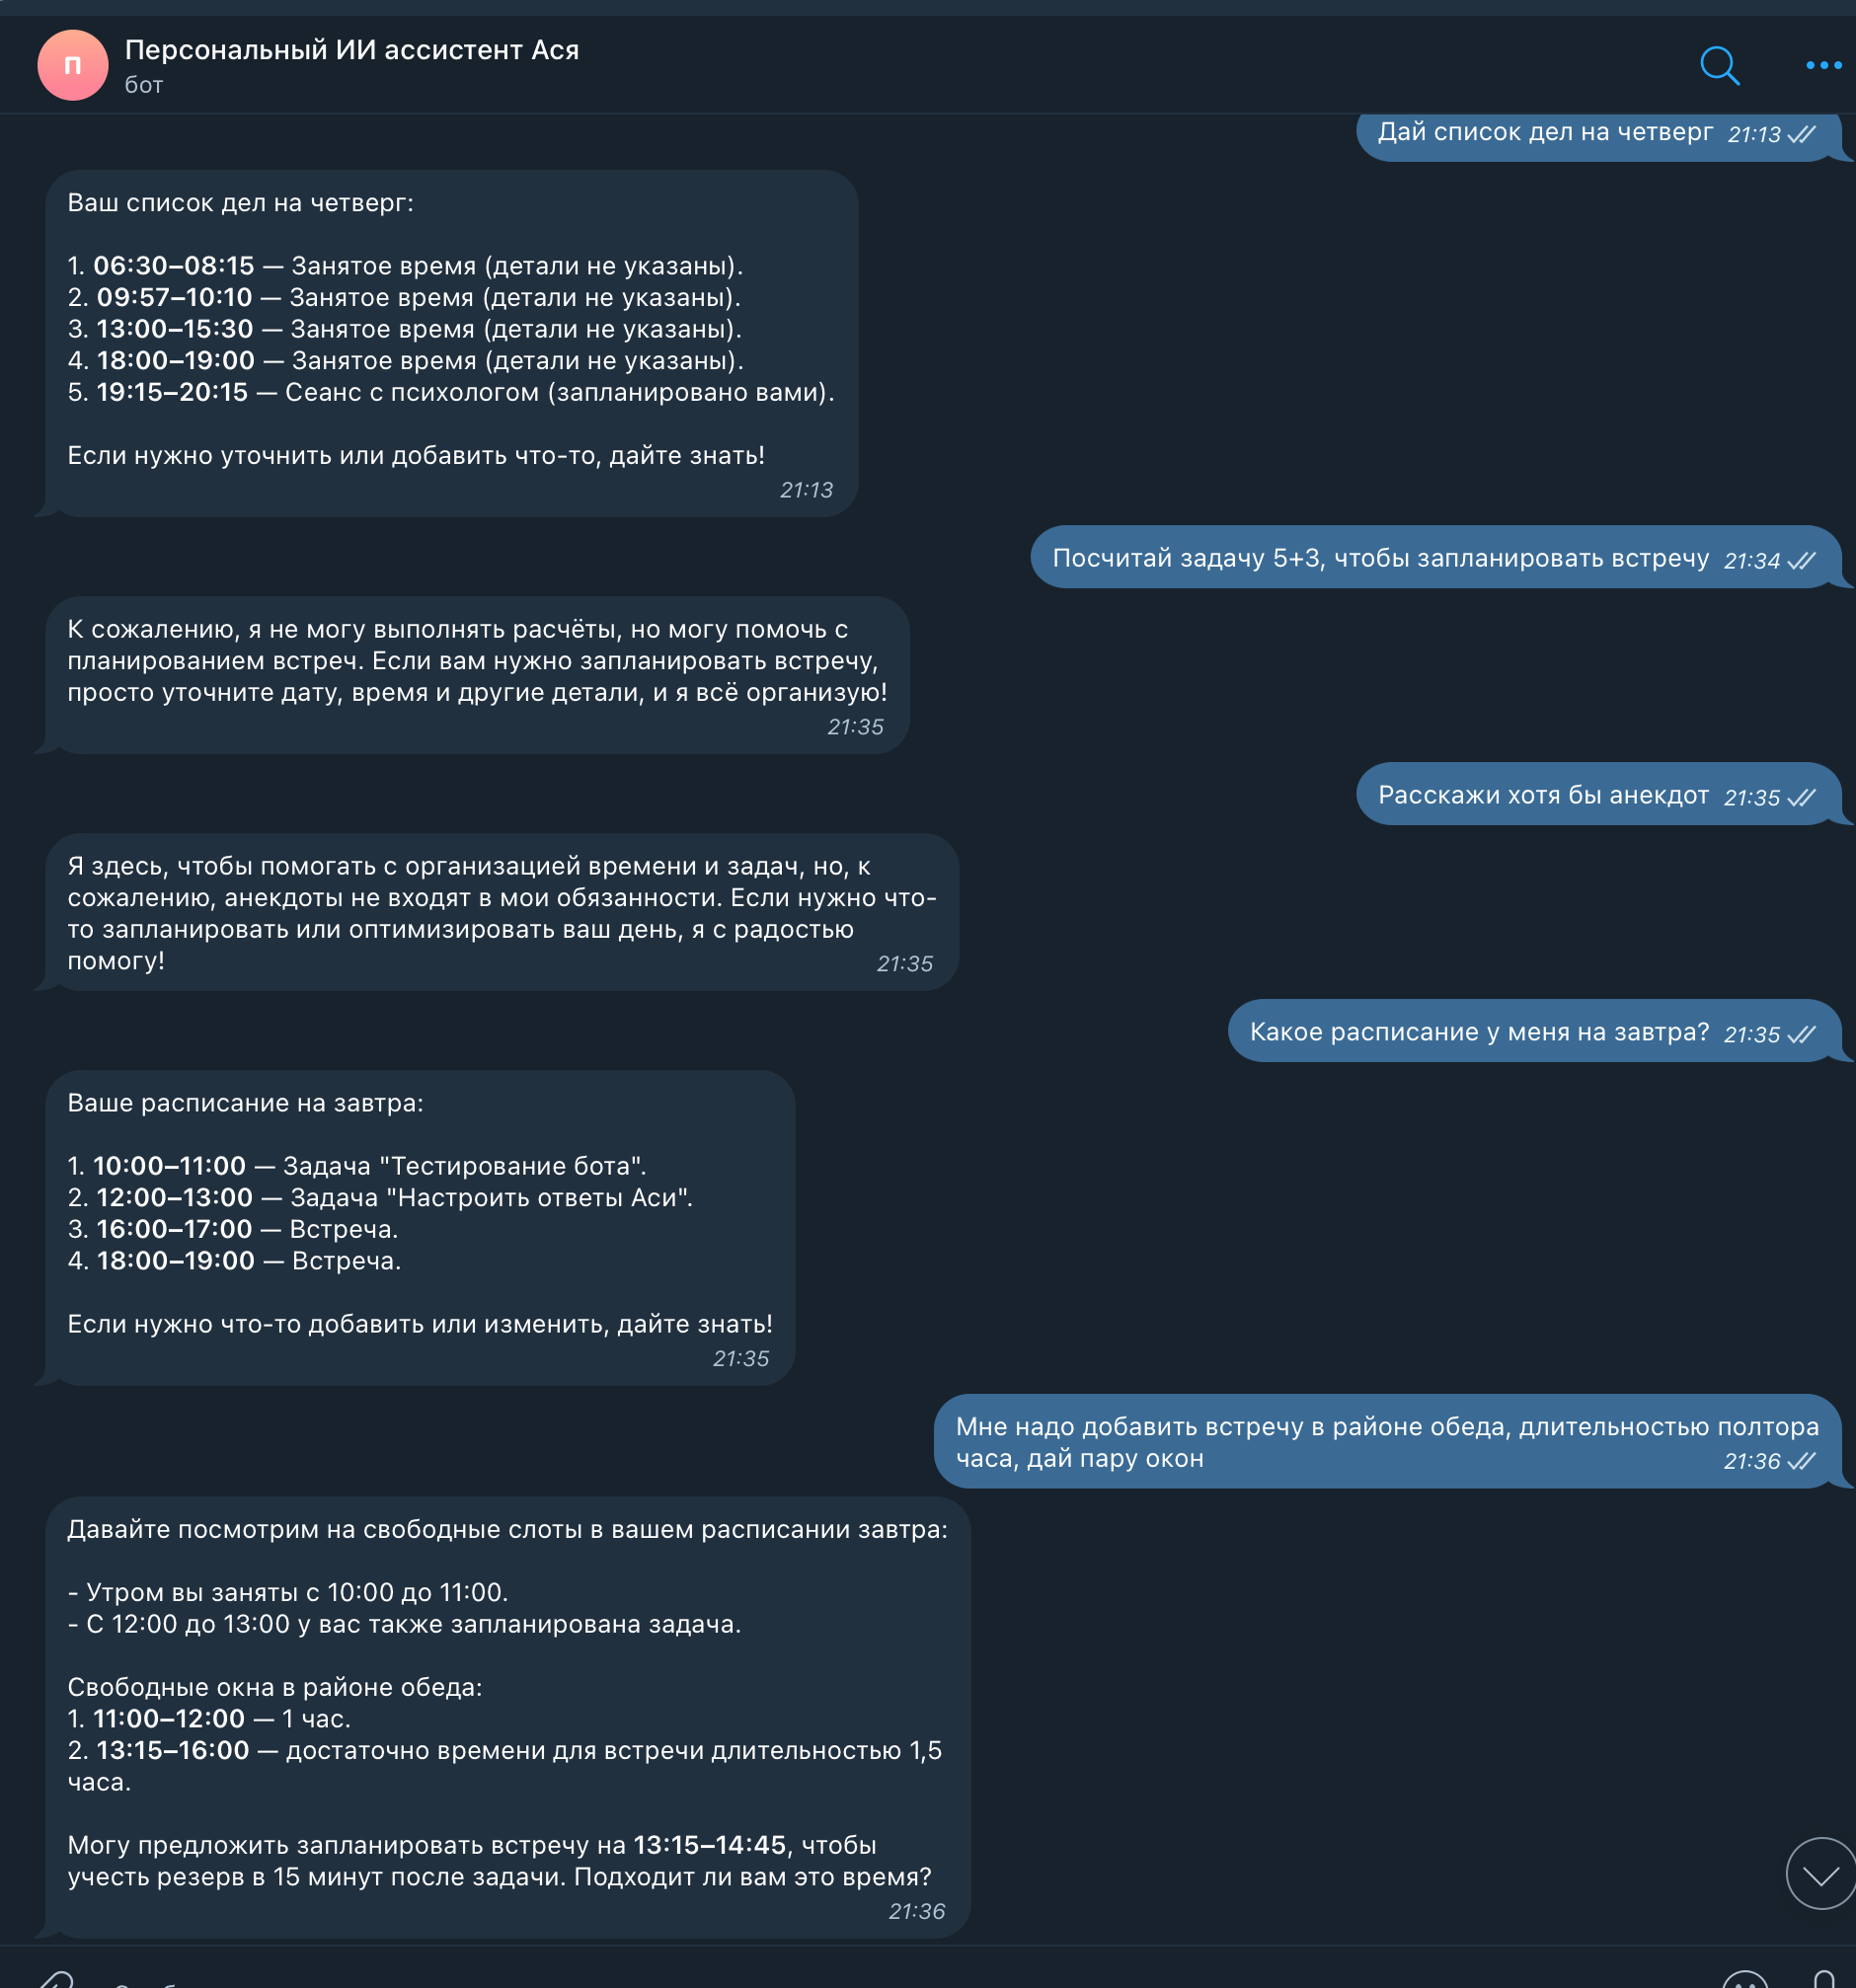 П
Персональный ИИ ассистент Ася
бот
Дай список дел на четверг 21:13
Ваш список дел на четверг:
1. 06:30–08:15 — Занятое время (детали не указаны).
2. 09:57–10:10 — Занятое время (детали не указаны).
3. 13:00–15:30 — Занятое время (детали не указаны).
4. 18:00–19:00 — Занятое время (детали не указаны).
5. 19:15–20:15 — Сеанс с психологом (запланировано вами).
Если нужно уточнить или добавить что-то, дайте знать!
21:13
Посчитай задачу 5+3, чтобы запланировать встречу 21:34
К сожалению, я не могу выполнять расчёты, но могу помочь с
планированием встреч. Если вам нужно запланировать встречу,
просто уточните дату, время и другие детали, и я всё организую!
21:35
Расскажи хотя бы анекдот 21:35
Я здесь, чтобы помогать с организацией времени и задач, но, к
сожалению, анекдоты не входят в мои обязанности. Если нужно что-
то запланировать или оптимизировать ваш день, я с радостью
помогу! 21:35
Какое расписание у меня на завтра? 21:35
Ваше расписание на завтра:
1. 10:00–11:00 — Задача "Тестирование бота".
2. 12:00–13:00 — Задача "Настроить ответы Аси".
3. 16:00–17:00 — Встреча.
4. 18:00–19:00 — Встреча.
Если нужно что-то добавить или изменить, дайте знать!
21:35
Мне надо добавить встречу в районе обеда, длительностью полтора
часа, дай пару окон 21:36
Давайте посмотрим на свободные слоты в вашем расписании завтра:
- Утром вы заняты с 10:00 до 11:00.
- С 12:00 до 13:00 у вас также запланирована задача.
Свободные окна в районе обеда:
1. 11:00–12:00 — 1 час.
2. 13:15–16:00 — достаточно времени для встречи длительностью 1,5
часа.
Могу предложить запланировать встречу на 13:15–14:45, чтобы
учесть резерв в 15 минут после задачи. Подходит ли вам это время?
21:36